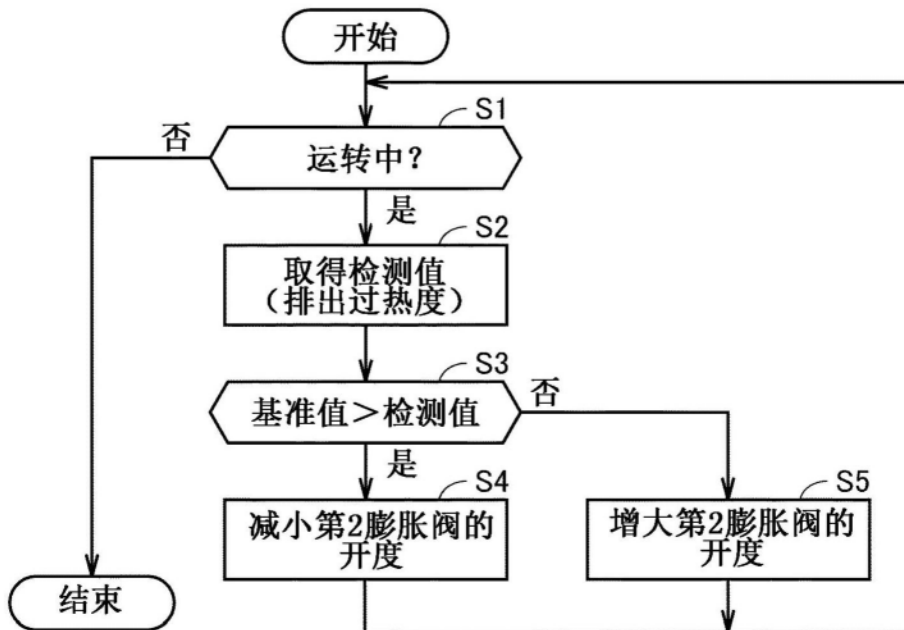 开始
S1
否
运转中？
是
S2
取得检测值
（排出过热度）
S3
基准值＞检测值
否
是
S4
减小第2膨胀阀的
开度
S5
增大第2膨胀阀的
开度
结束